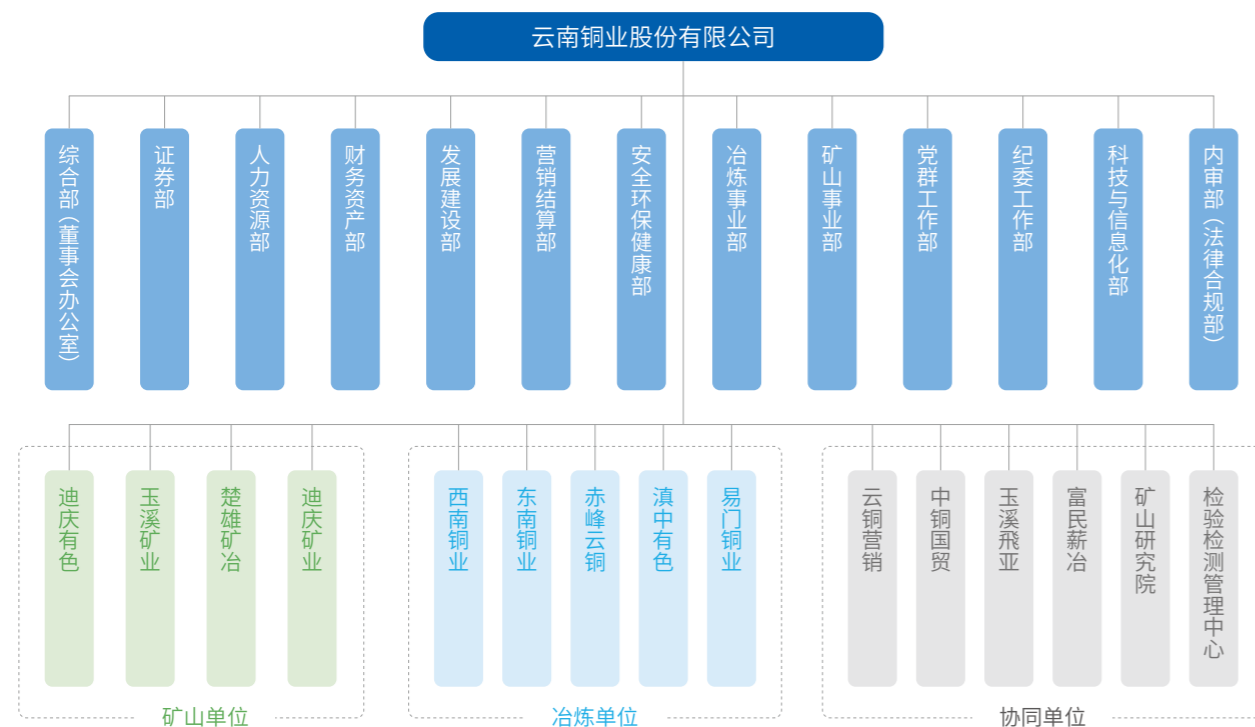 云南铜业股份有限公司
综合部（董事会办公室）
证券部
人力资源部
财务资产部
发展建设部
营销结算部
安全环保健康部
冶炼事业部
矿山事业部
党群工作部
纪委工作部
科技与信息化部
内审部（法律合规部）
迪庆有色
玉溪矿业
楚雄矿冶
迪庆矿业
西南铜业
东南铜业
赤峰云铜
滇中有色
易门铜业
云铜营销
中铜国贸
玉溪飛亚
富民薪冶
矿山研究院
检验检测管理中心
矿山单位
冶炼单位
协同单位